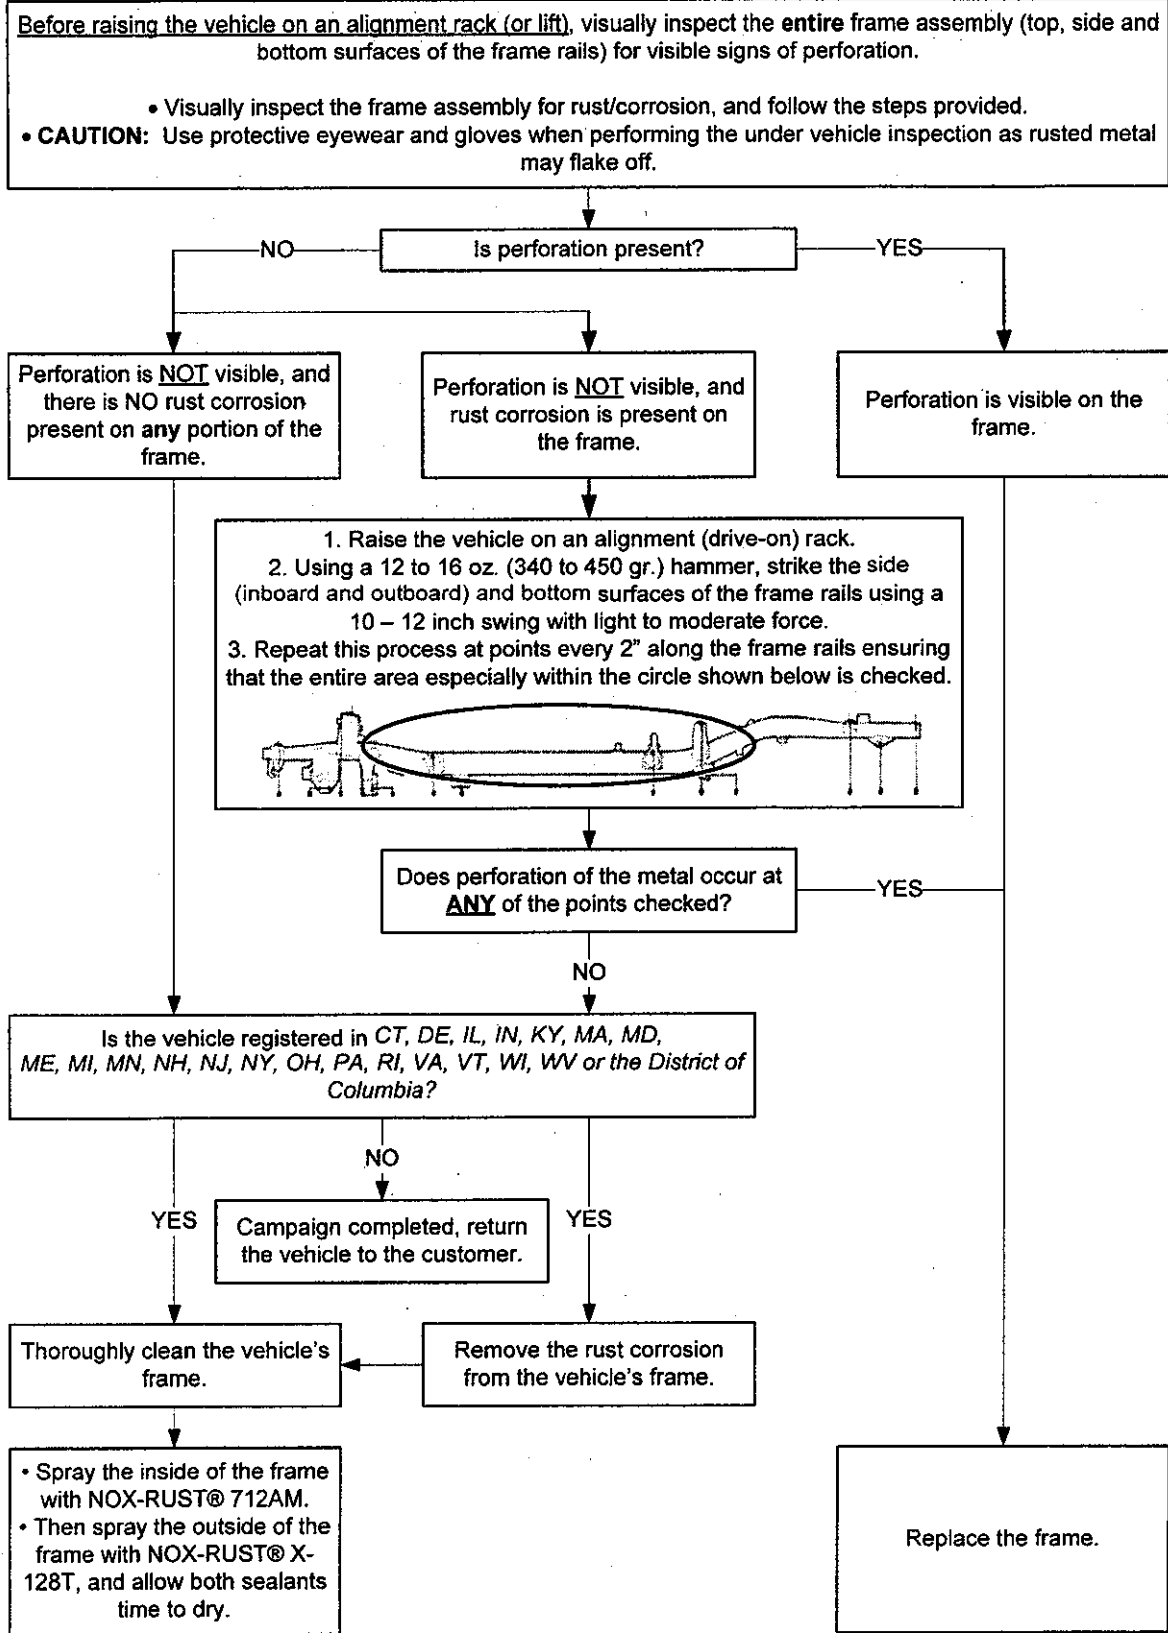 Before raising the vehicle on an alignment rack (or lift), visually inspect the entire frame assembly (top, side and
bottom surfaces of the frame rails) for visible signs of perforation.
• Visually inspect the frame assembly for rust/corrosion, and follow the steps provided.
• CAUTION: Use protective eyewear and gloves when performing the under vehicle inspection as rusted metal
may flake off.
Is perforation present?
NO
YES
Perforation is NOT visible, and
there is NO rust corrosion
present on any portion of the
frame.
Perforation is NOT visible, and
rust corrosion is present on
the frame.
Perforation is visible on the
frame.
1. Raise the vehicle on an alignment (drive-on) rack.
2. Using a 12 to 16 oz. (340 to 450 gr.) hammer, strike the side
(inboard and outboard) and bottom surfaces of the frame rails using a
10 – 12 inch swing with light to moderate force.
3. Repeat this process at points every 2" along the frame rails ensuring
that the entire area especially within the circle shown below is checked.
Does perforation of the metal occur at
ANY of the points checked?
YES
NO
Is the vehicle registered in CT, DE, IL, IN, KY, MA, MD,
ME, MI, MN, NH, NJ, NY, OH, PA, RI, VA, VT, WI, WV or the District of
Columbia?
NO
YES
YES
Campaign completed, return
the vehicle to the customer.
Thoroughly clean the vehicle's
frame.
Remove the rust corrosion
from the vehicle's frame.
• Spray the inside of the frame
with NOX-RUST® 712AM.
• Then spray the outside of the
frame with NOX-RUST® X-
128T, and allow both sealants
time to dry.
Replace the frame.